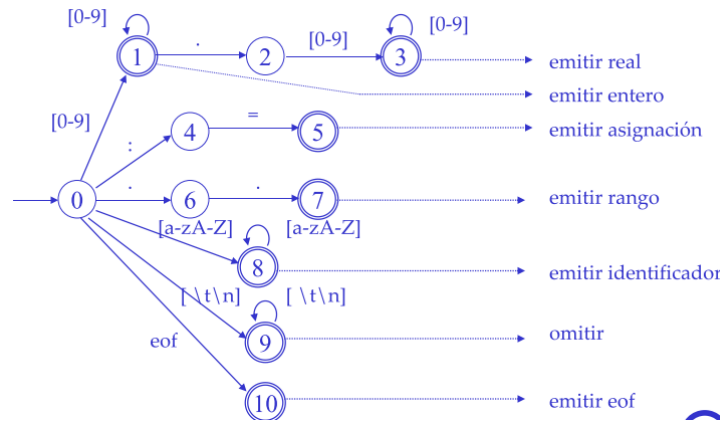 [0-9] [0-9]
1 . 2 [0-9] 3
emitir real
emitir entero
[0-9] : 4 = 5 emitir asignación
0 . 6 . 7 emitir rango
[a-zA-Z] [a-zA-Z]
8 emitir identificador
[ \t\n] [ \t\n]
9 omitir
eof
10 emitir eof